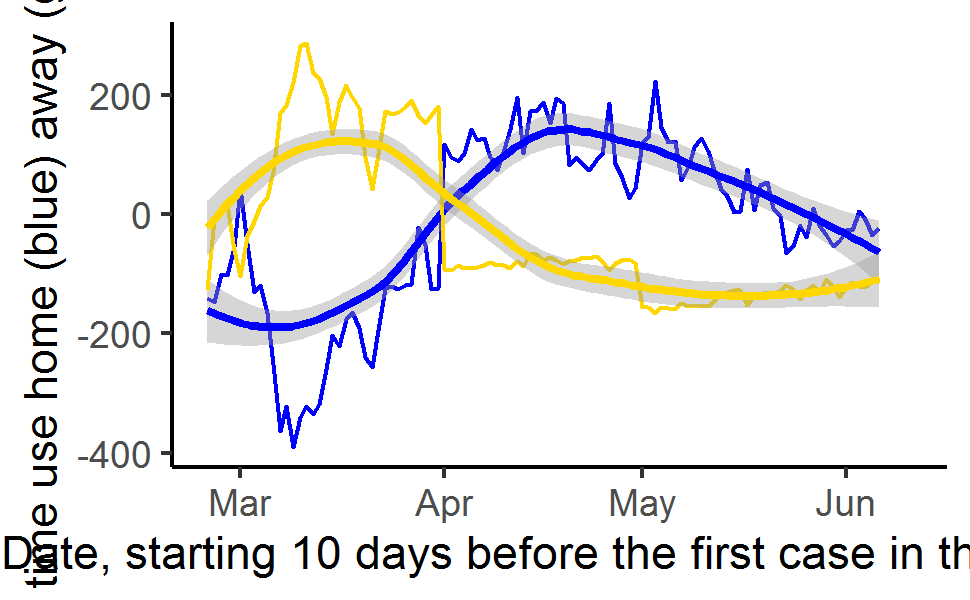 time use home (blue) away (
200
0
-200
-400
Mar Apr May Jun
Date, starting 10 days before the first case in th